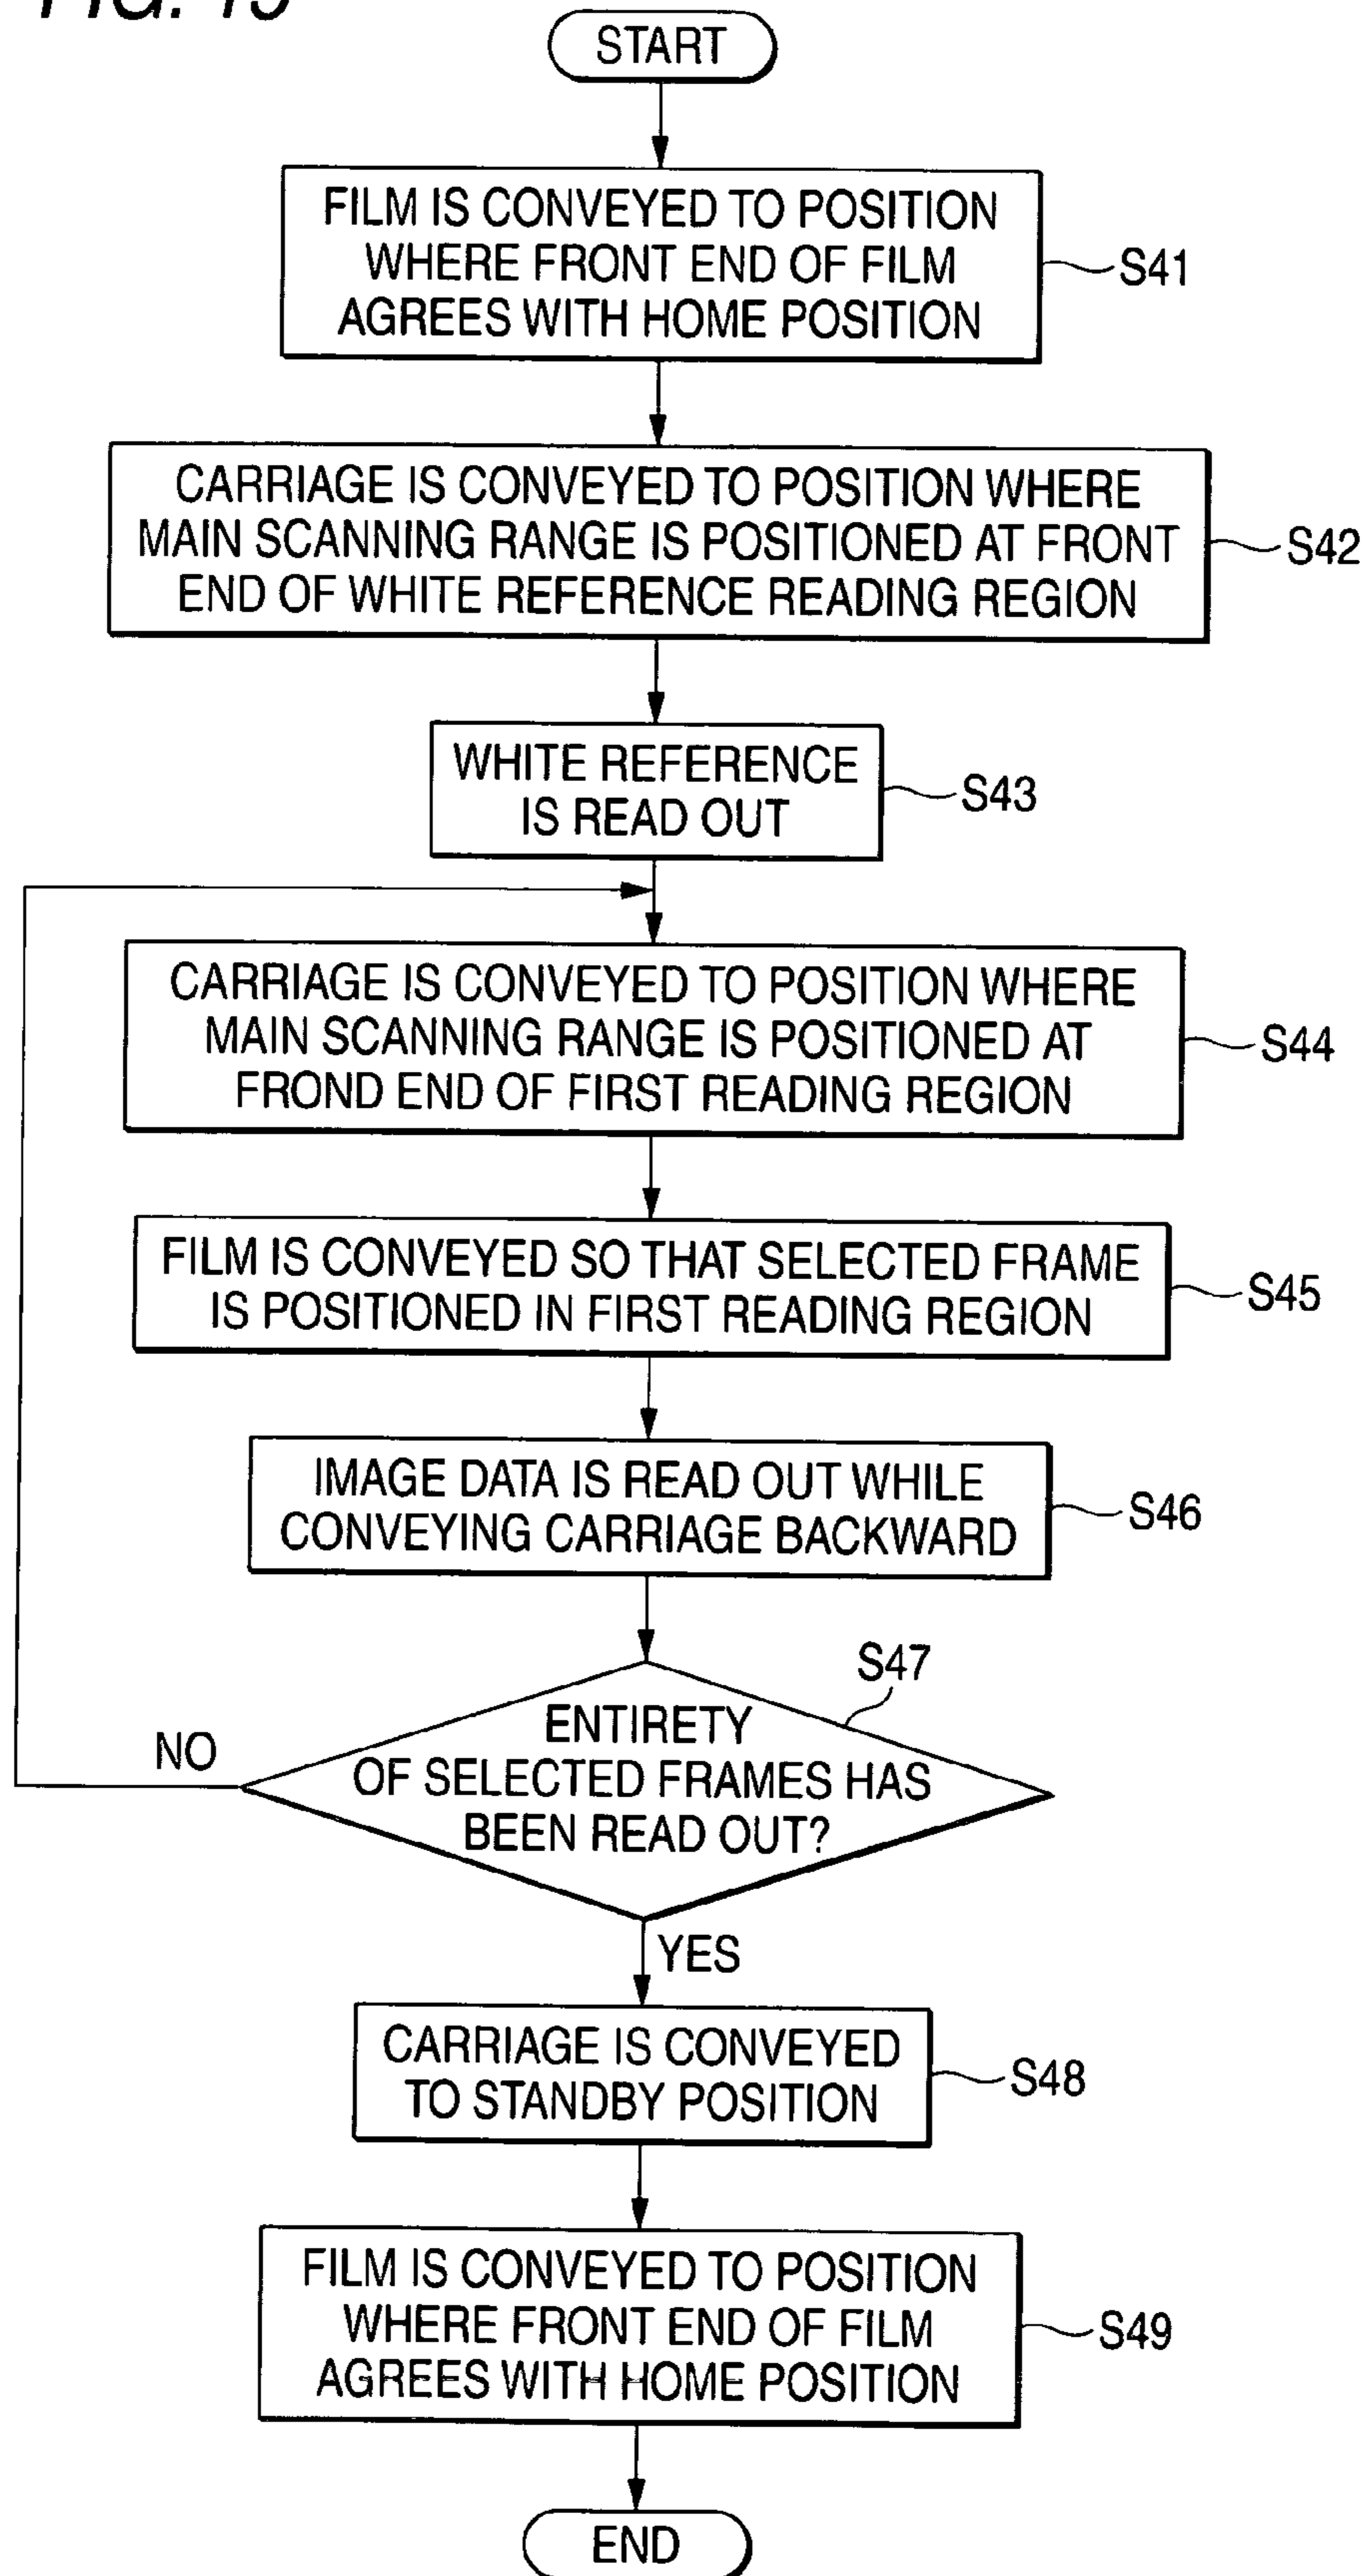 START
FILM IS CONVEYED TO POSITION
WHERE FRONT END OF FILM
AGREES WITH HOME POSITION
S41
CARRIAGE IS CONVEYED TO POSITION WHERE
MAIN SCANNING RANGE IS POSITIONED AT FRONT
END OF WHITE REFERENCE READING REGION
S42
WHITE REFERENCE
IS READ OUT
S43
CARRIAGE IS CONVEYED TO POSITION WHERE
MAIN SCANNING RANGE IS POSITIONED AT
FROND END OF FIRST READING REGION
S44
FILM IS CONVEYED SO THAT SELECTED FRAME
IS POSITIONED IN FIRST READING REGION
S45
IMAGE DATA IS READ OUT WHILE
CONVEYING CARRIAGE BACKWARD
S46
S47
ENTIRETY
OF SELECTED FRAMES HAS
BEEN READ OUT?
NO
YES
CARRIAGE IS CONVEYED
TO STANDBY POSITION
S48
FILM IS CONVEYED TO POSITION
WHERE FRONT END OF FILM
AGREES WITH HOME POSITION
S49
END